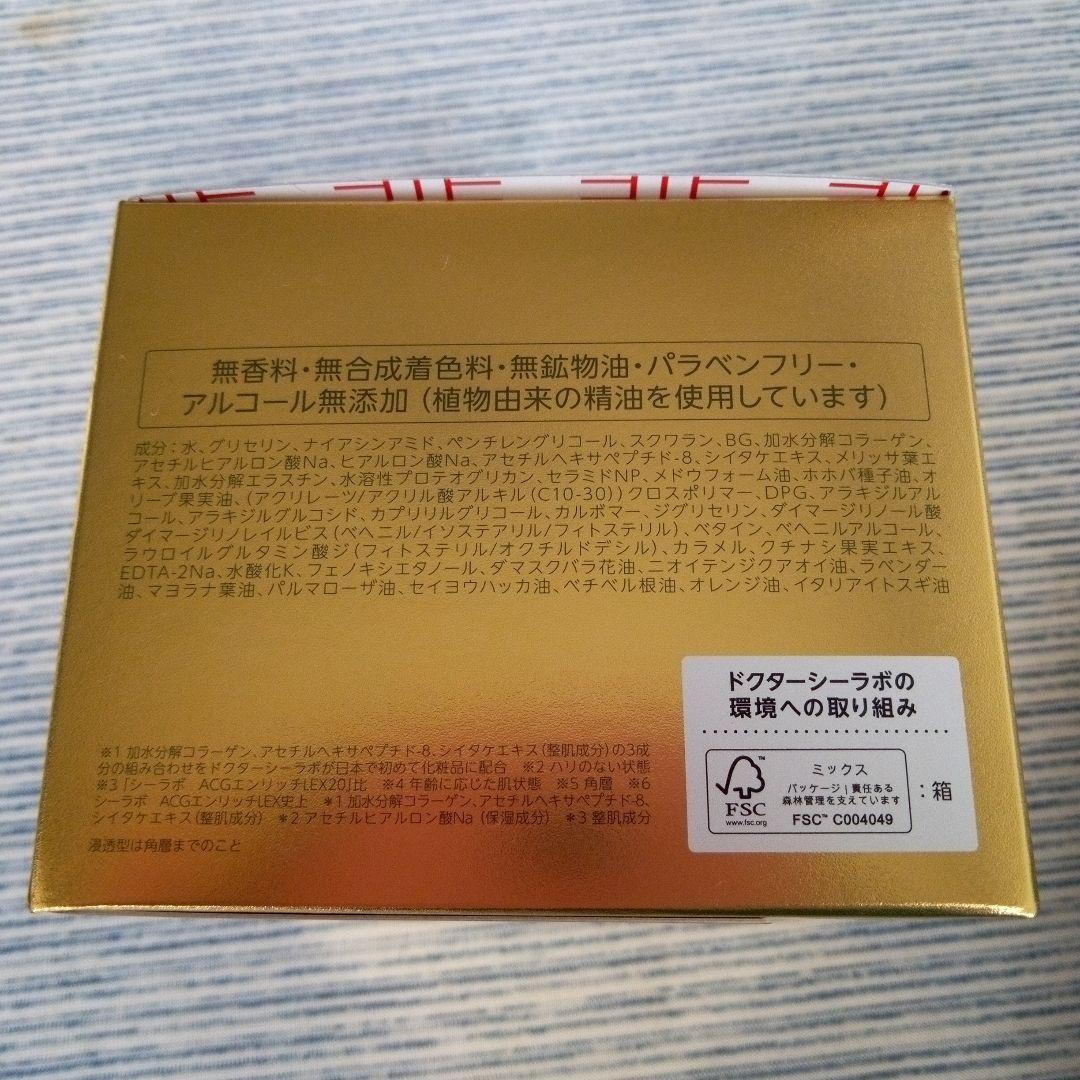 無香料・無合成着色料・無鉱物油・パラベンフリー・
アルコール無添加 (植物由来の精油を使用しています)
成分：水、グリセリン、ナイアシンアミド、ペンチレングリコール、スクワラン、BG、加水分解コラーゲン、
アセチルヒアルロン酸Na、ヒアルロン酸Na、アセチルヘキサペプチド-8、シイタケエキス、メリッサ葉エ
キス、加水分解エラスチン、水溶性プロテオグリカン、セラミドNP、メドウフォーム油、ホホバ種子油、オ
リーブ果実油、(アクリレーツ/アクリル酸アルキル(C10-30))クロスポリマー、DPG、アラキジルアル
コール、アラキジルグルコシド、カプリリルグリコール、カルボマー、ジグリセリン、ダイマージリノール酸
ダイマージリノレイルビス(ベヘニル/イソステアリル/フィトステリル)、ベタイン、ベヘニルアルコール、
ラウロイルグルタミン酸ジ(フィトステリル/オクチルドデシル)、カラメル、クチナシ果実エキス、
EDTA-2Na、水酸化K、フェノキシエタノール、ダマスクバラ花油、ニオイテンジクアオイ油、ラベンダー
油、マヨラナ葉油、パルマローザ油、セイヨウハッカ油、ベチベル根油、オレンジ油、イタリアイトスギ油
ドクターシーラボの
環境への取り組み
FSC
www.fsc.org
ミックス
パッケージ|責任ある
森林管理を支えています
FSC™ C004049
：箱
※1 加水分解コラーゲン、アセチルヘキサペプチド-8、シイタケエキス(整肌成分)の3成
分の組み合わせをドクターシーラボが日本で初めて化粧品に配合 ※2 ハリのない状態
※3「シーラボ ACGエンリッチLEX20」比 ※4 年齢に応じた肌状態 ※5 角層 ※6
シーラボ ACGエンリッチLEX史上 *1 加水分解コラーゲン、アセチルヘキサペプチド-8、
シイタケエキス(整肌成分) *2 アセチルヒアルロン酸Na (保湿成分) *3 整肌成分
浸透型は角層までのこと